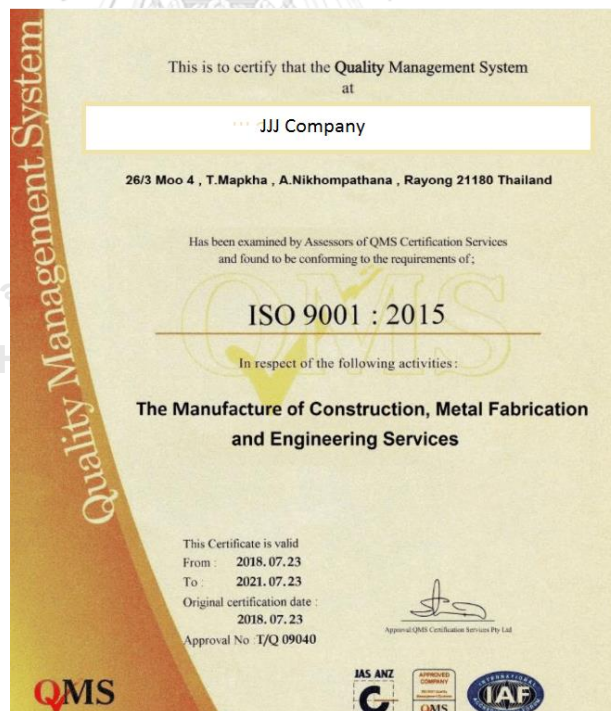 Quality Management System
This is to certify that the Quality Management System
at
JJJ Company
26/3 Moo 4 , T.Mapkha , A.Nikhompathana , Rayong 21180 Thailand
Has been examined by Assessors of QMS Certification Services
and found to be conforming to the requirements of ;
QMS
ISO 9001 : 2015
In respect of the following activities :
The Manufacture of Construction, Metal Fabrication
and Engineering Services
This Certificate is valid
From : 2018.07.23
To : 2021.07.23
Original certification date :
2018.07.23
Approval No : T/Q 09040
Approval QMS Certification Services Pty Ltd
QMS
JAS ANZ
C
APPROVED
COMPANY
QMS
INTERNATIONAL
IAF